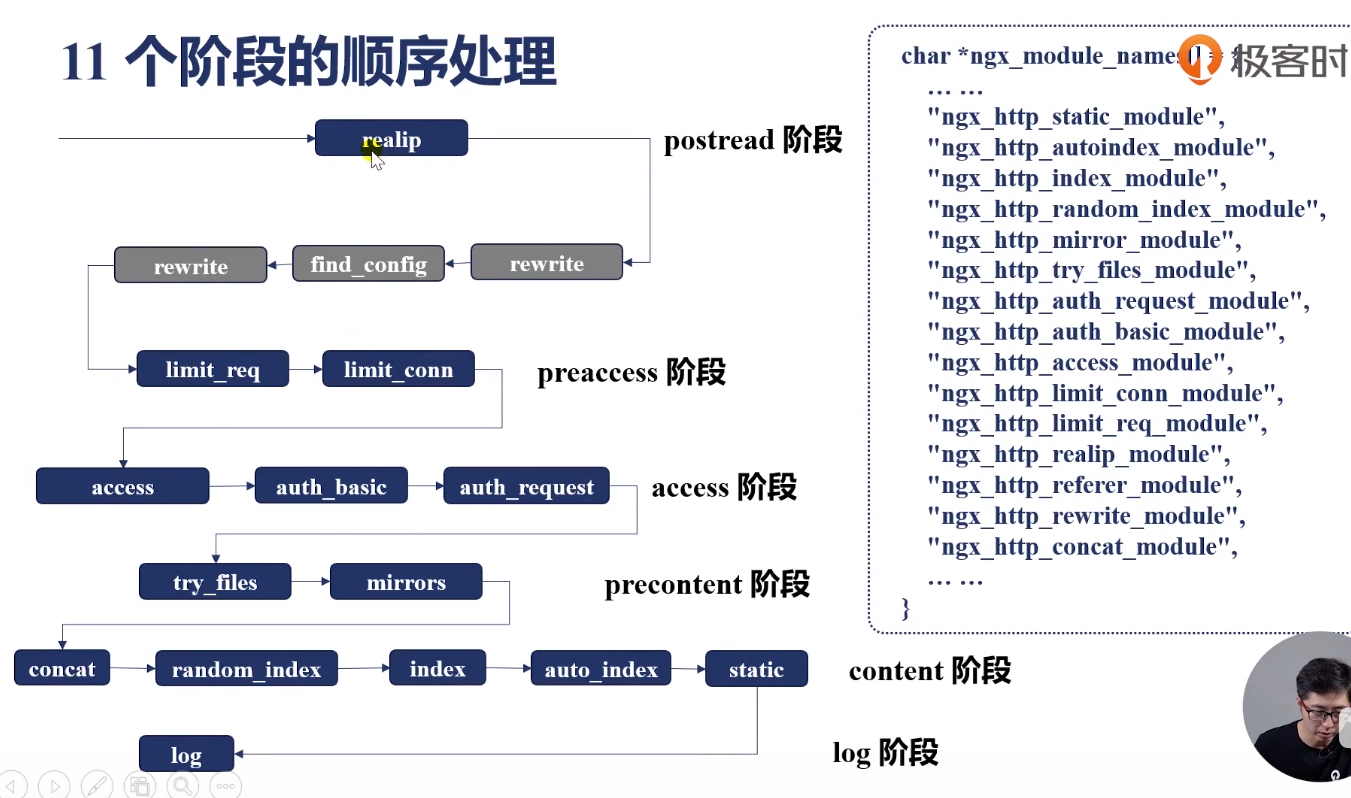 11 个阶段的顺序处理
realip
postread 阶段
rewrite
find_config
rewrite
limit_req
limit_conn
preaccess 阶段
access
auth_basic
auth_request
access 阶段
try_files
mirrors
precontent 阶段
concat
random_index
index
auto_index
static
content 阶段
log
log 阶段
char *ngx_module_names[] = {
极客时
... ...
"ngx_http_static_module",
"ngx_http_autoindex_module",
"ngx_http_index_module",
"ngx_http_random_index_module",
"ngx_http_mirror_module",
"ngx_http_try_files_module",
"ngx_http_auth_request_module",
"ngx_http_auth_basic_module",
"ngx_http_access_module",
"ngx_http_limit_conn_module",
"ngx_http_limit_req_module",
"ngx_http_realip_module",
"ngx_http_referer_module",
"ngx_http_rewrite_module",
"ngx_http_concat_module",
... ...
}